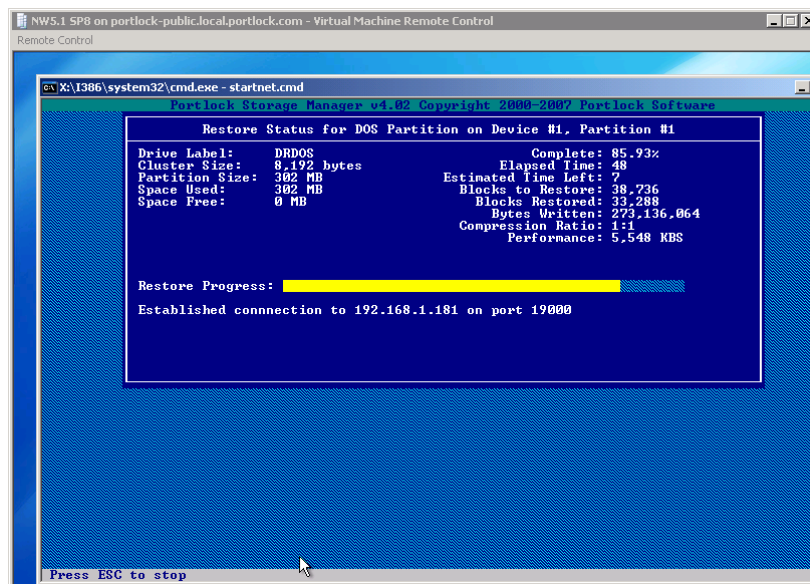 NW5.1 SP8 on portlock-public.local.portlock.com - Virtual Machine Remote Control
Remote Control
X:\I386\system32\cmd.exe - startnet.cmd
Portlock Storage Manager v4.02 Copyright 2000-2007 Portlock Software
Restore Status for DOS Partition on Device #1, Partition #1
Drive Label: DRDOS Complete: 85.93%
Cluster Size: 8,192 bytes Elapsed Time: 48
Partition Size: 302 MB Estimated Time Left: 7
Space Used: 302 MB Blocks to Restore: 38,736
Space Free: 0 MB Blocks Restored: 33,288
Bytes Written: 273,136,064
Compression Ratio: 1:1
Performance: 5,548 KBS
Restore Progress:
Established connnection to 192.168.1.181 on port 19000
Press ESC to stop